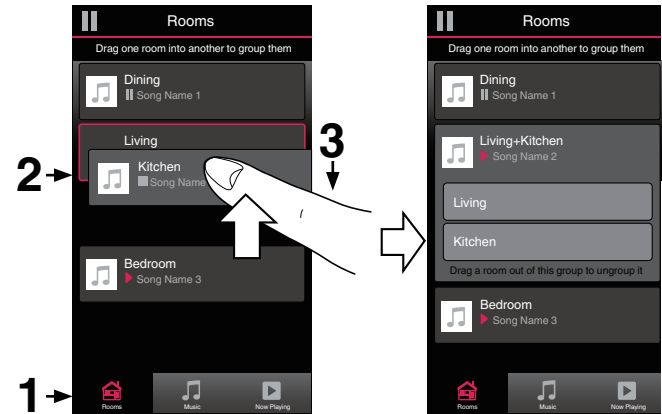 Rooms
Drag one room into another to group them
Dining
Song Name 1
Living
Kitchen
Song Name
Bedroom
Song Name 3
Rooms
Music
Now Playing
2
3
1
Rooms
Drag one room into another to group them
Dining
Song Name 1
Living+Kitchen
Song Name 2
Living
Kitchen
Drag a room out of this group to ungroup it
Bedroom
Song Name 3
Rooms
Music
Now Playing